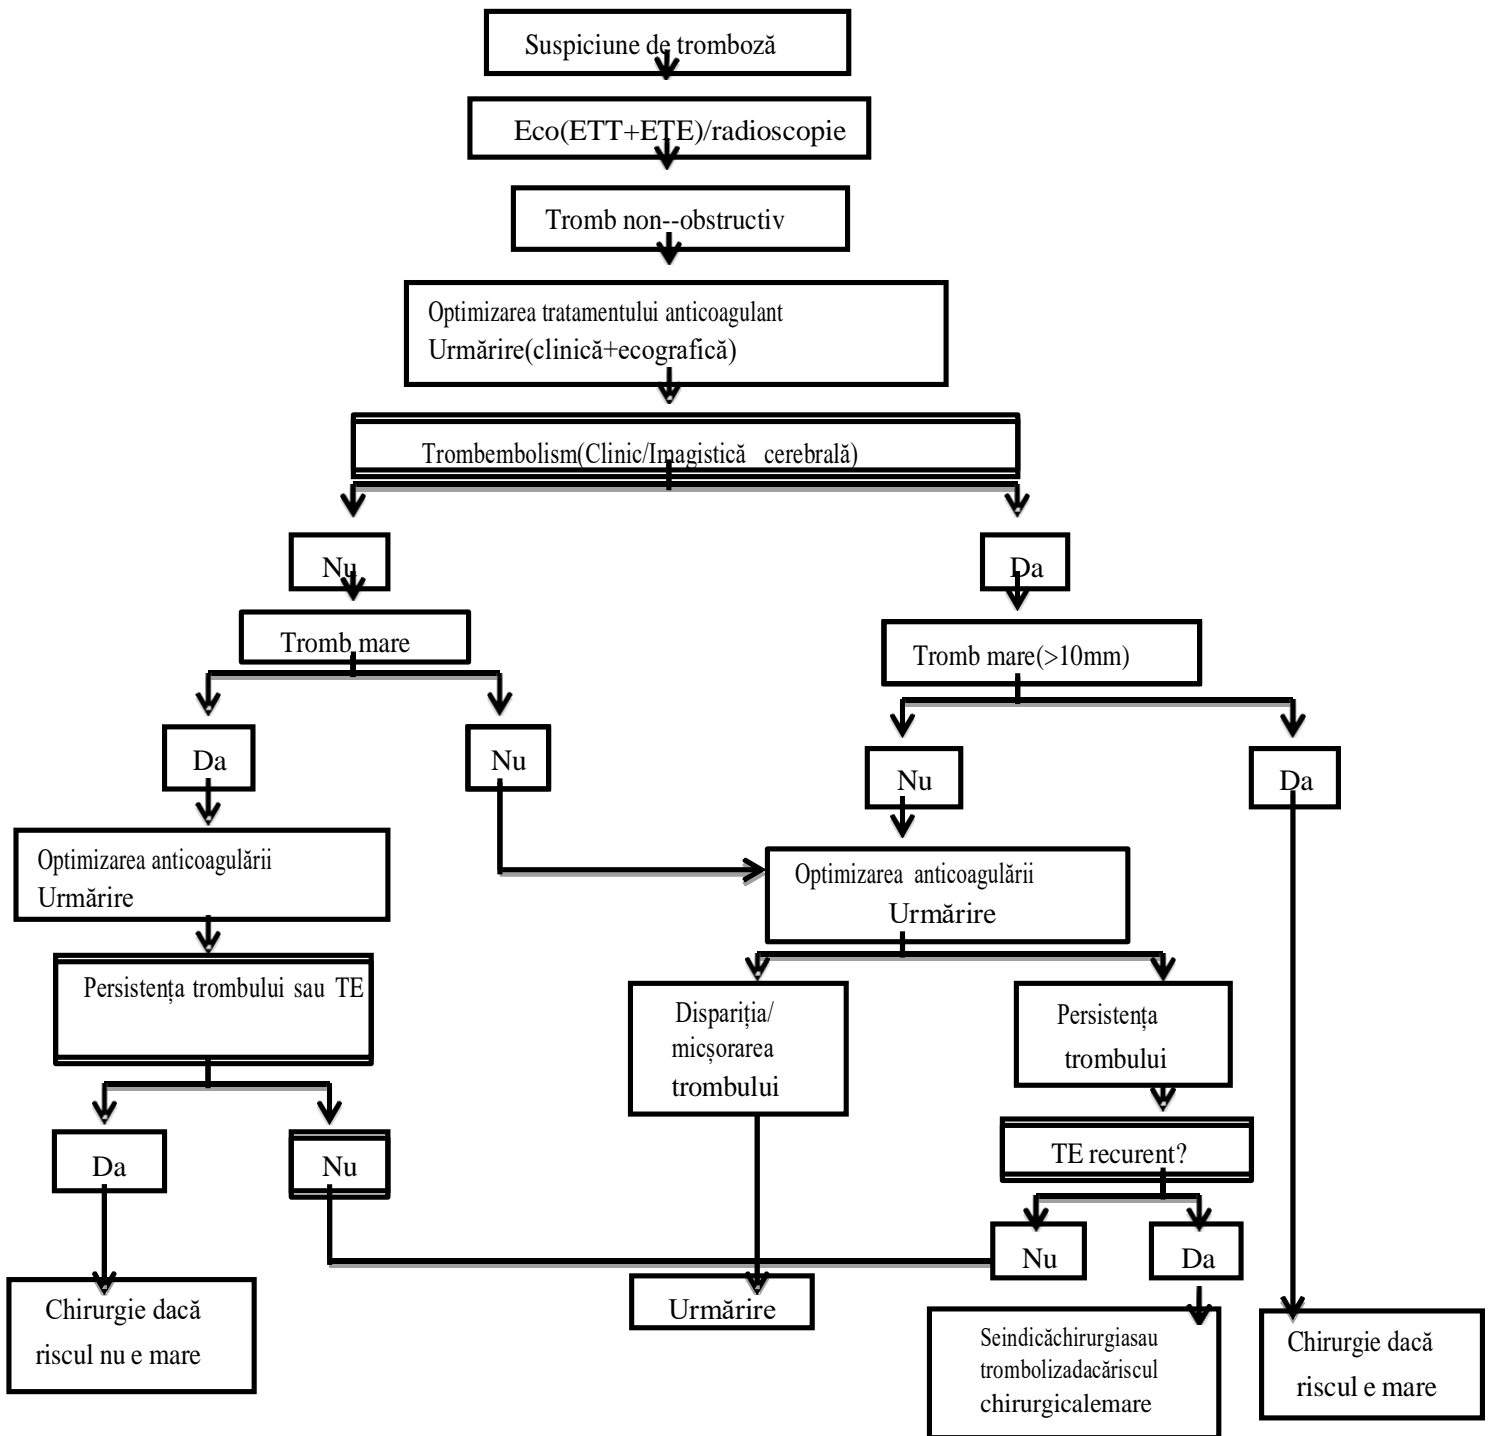 Suspiciune de tromboză
Eco(ETT+ETE)/radioscopie
Tromb non--obstructiv
Optimizarea tratamentului anticoagulant
Urmărire(clinică+ecografică)
Trombembolism(Clinic/Imagistică cerebrală)
Nu
Da
Tromb mare
Tromb mare(>10mm)
Da
Nu
Nu
Da
Optimizarea anticoagulării
Urmărire
Optimizarea anticoagulării
Urmărire
Persistența trombului sau TE
Dispariția/
micșorarea
trombului
Persistența
trombului
Da
Nu
TE recurent?
Nu
Da
Chirurgie dacă
riscul nu e mare
Urmărire
Seindicăchirurgiasau
trombolizadacăriscul
chirurgicalemare
Chirurgie dacă
riscul e mare